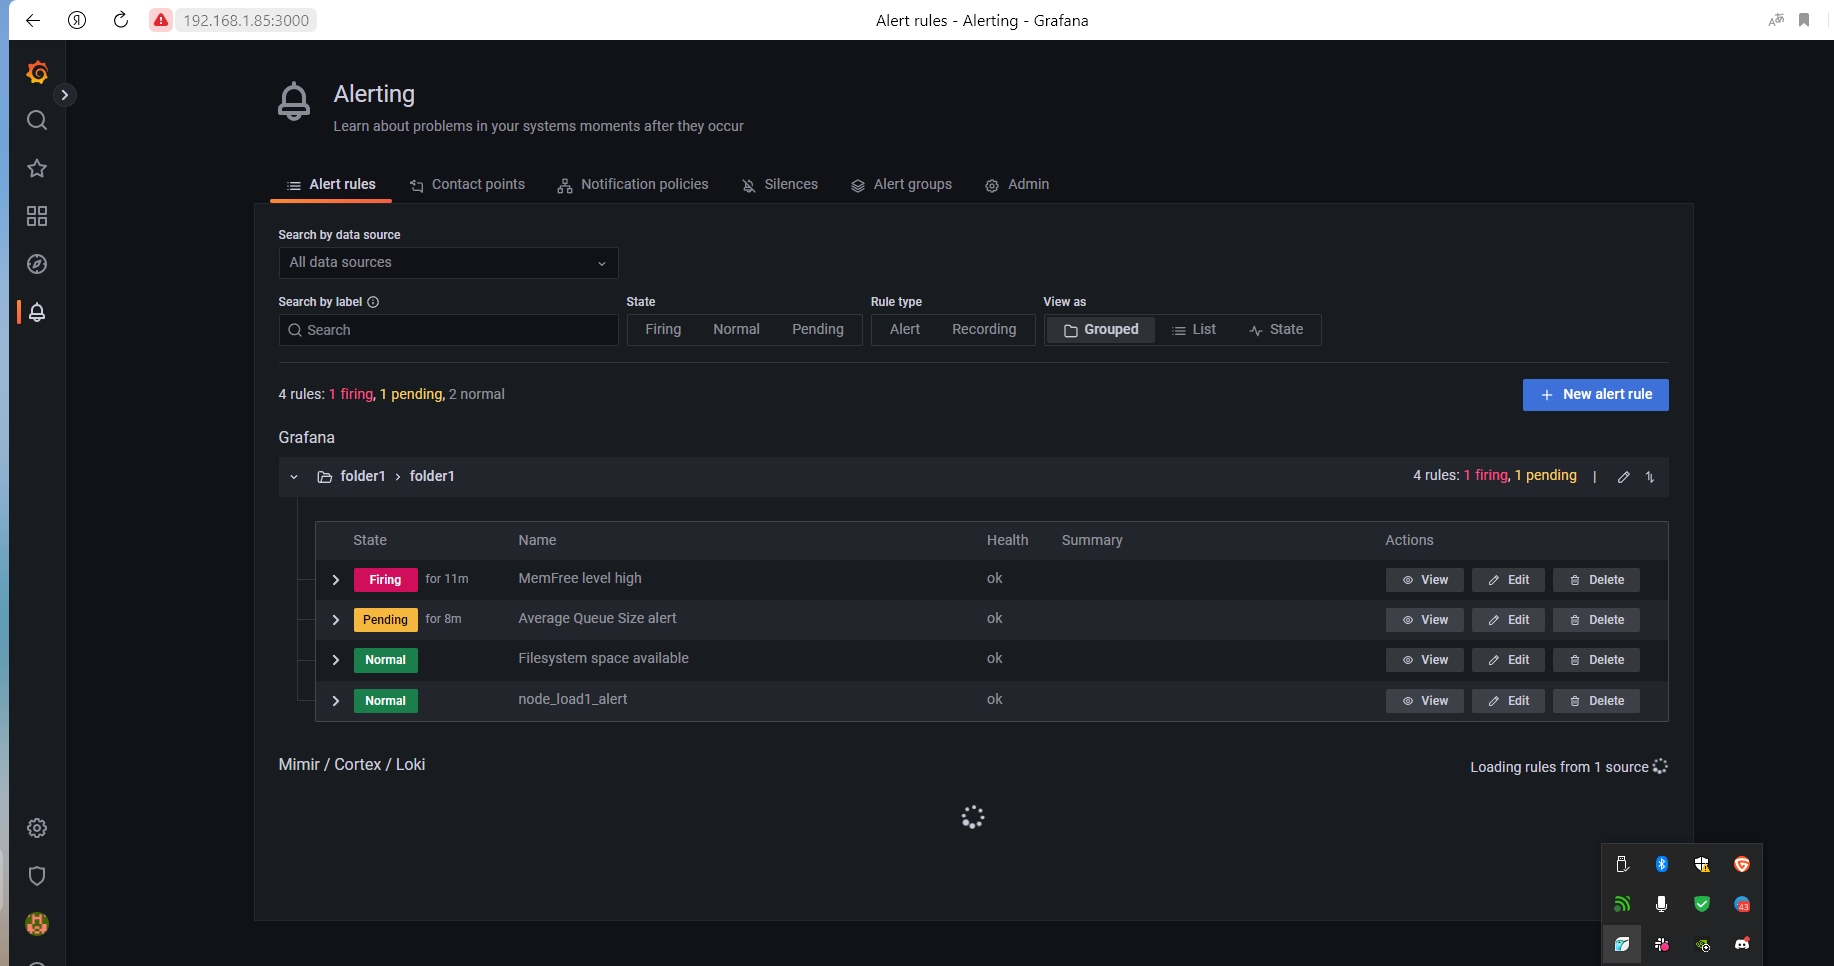 192.168.1.85:3000
Alert rules - Alerting - Grafana
Alerting
Learn about problems in your systems moments after they occur
Alert rules Contact points Notification policies Silences Alert groups Admin
Search by data source
All data sources
Search by label State Rule type View as
Search Firing Normal Pending Alert Recording Grouped List State
4 rules: 1 firing, 1 pending, 2 normal
+ New alert rule
Grafana
folder1 > folder1 4 rules: 1 firing, 1 pending |
State Name Health Summary Actions
Firing for 11m MemFree level high ok View Edit Delete
Pending for 8m Average Queue Size alert ok View Edit Delete
Normal Filesystem space available ok View Edit Delete
Normal node_load1_alert ok View Edit Delete
Mimir / Cortex / Loki Loading rules from 1 source
43